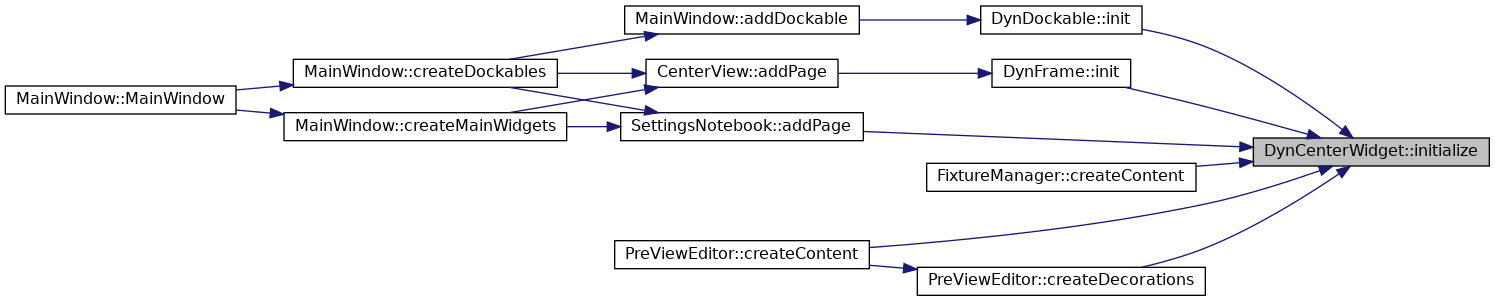 MainWindow::addDockable
DynDockable::init
MainWindow::createDockables
CenterView::addPage
DynFrame::init
MainWindow::MainWindow
MainWindow::createMainWidgets
SettingsNotebook::addPage
DynCenterWidget::initialize
FixtureManager::createContent
PreViewEditor::createContent
PreViewEditor::createDecorations